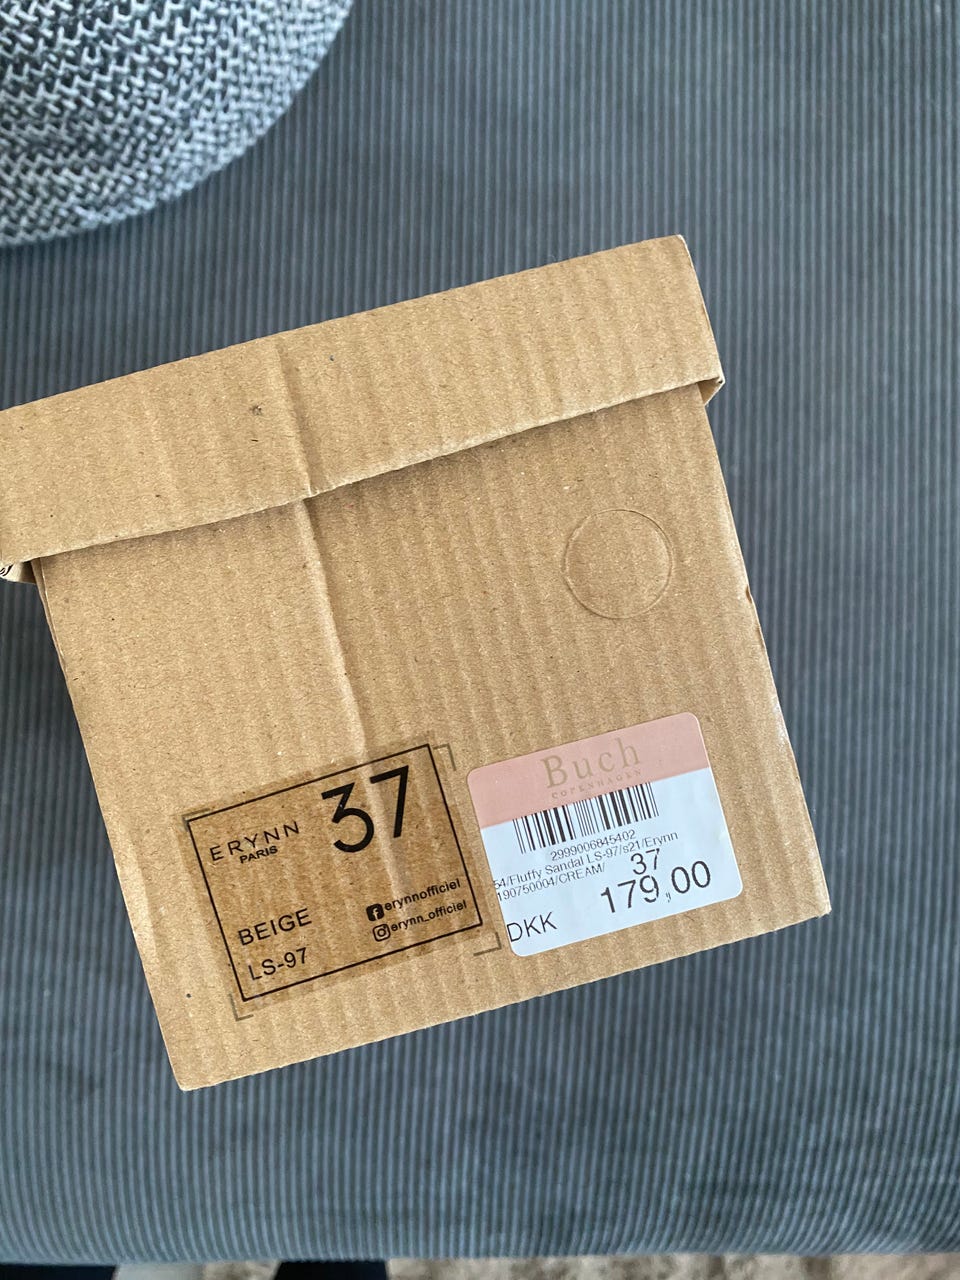 ERYNN
PARIS
37
BEIGE
LS-97
erynnofficiel
erynn_officiel
Buch
COPENHAGEN
2999006845402
54/Fluffy Sandal LS-97/s21/Erynn
190750004/CREAM/ 37
DKK 179,00